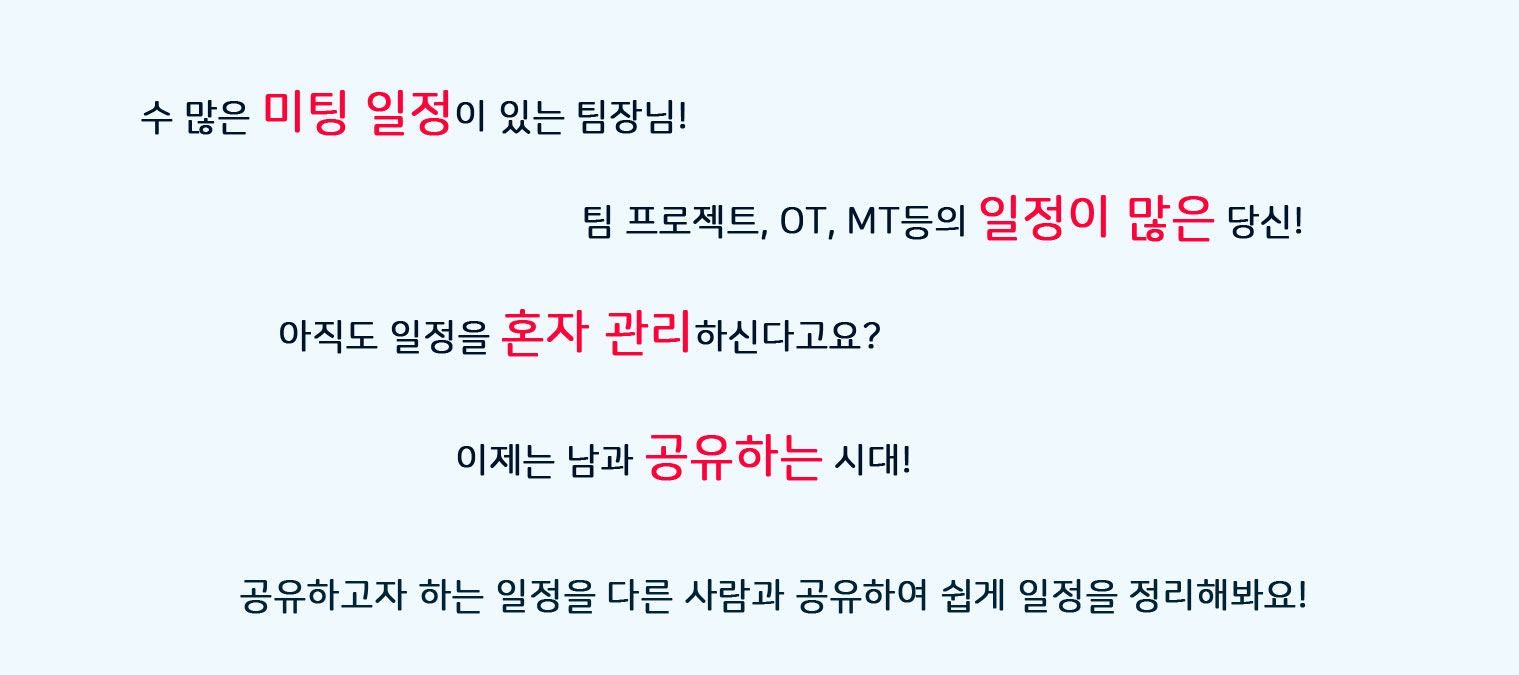 수 많은 미팅 일정이 있는 팀장님!
팀 프로젝트, OT, MT등의 일정이 많은 당신!
아직도 일정을 혼자 관리하신다고요?
이제는 남과 공유하는 시대!
공유하고자 하는 일정을 다른 사람과 공유하여 쉽게 일정을 정리해봐요!